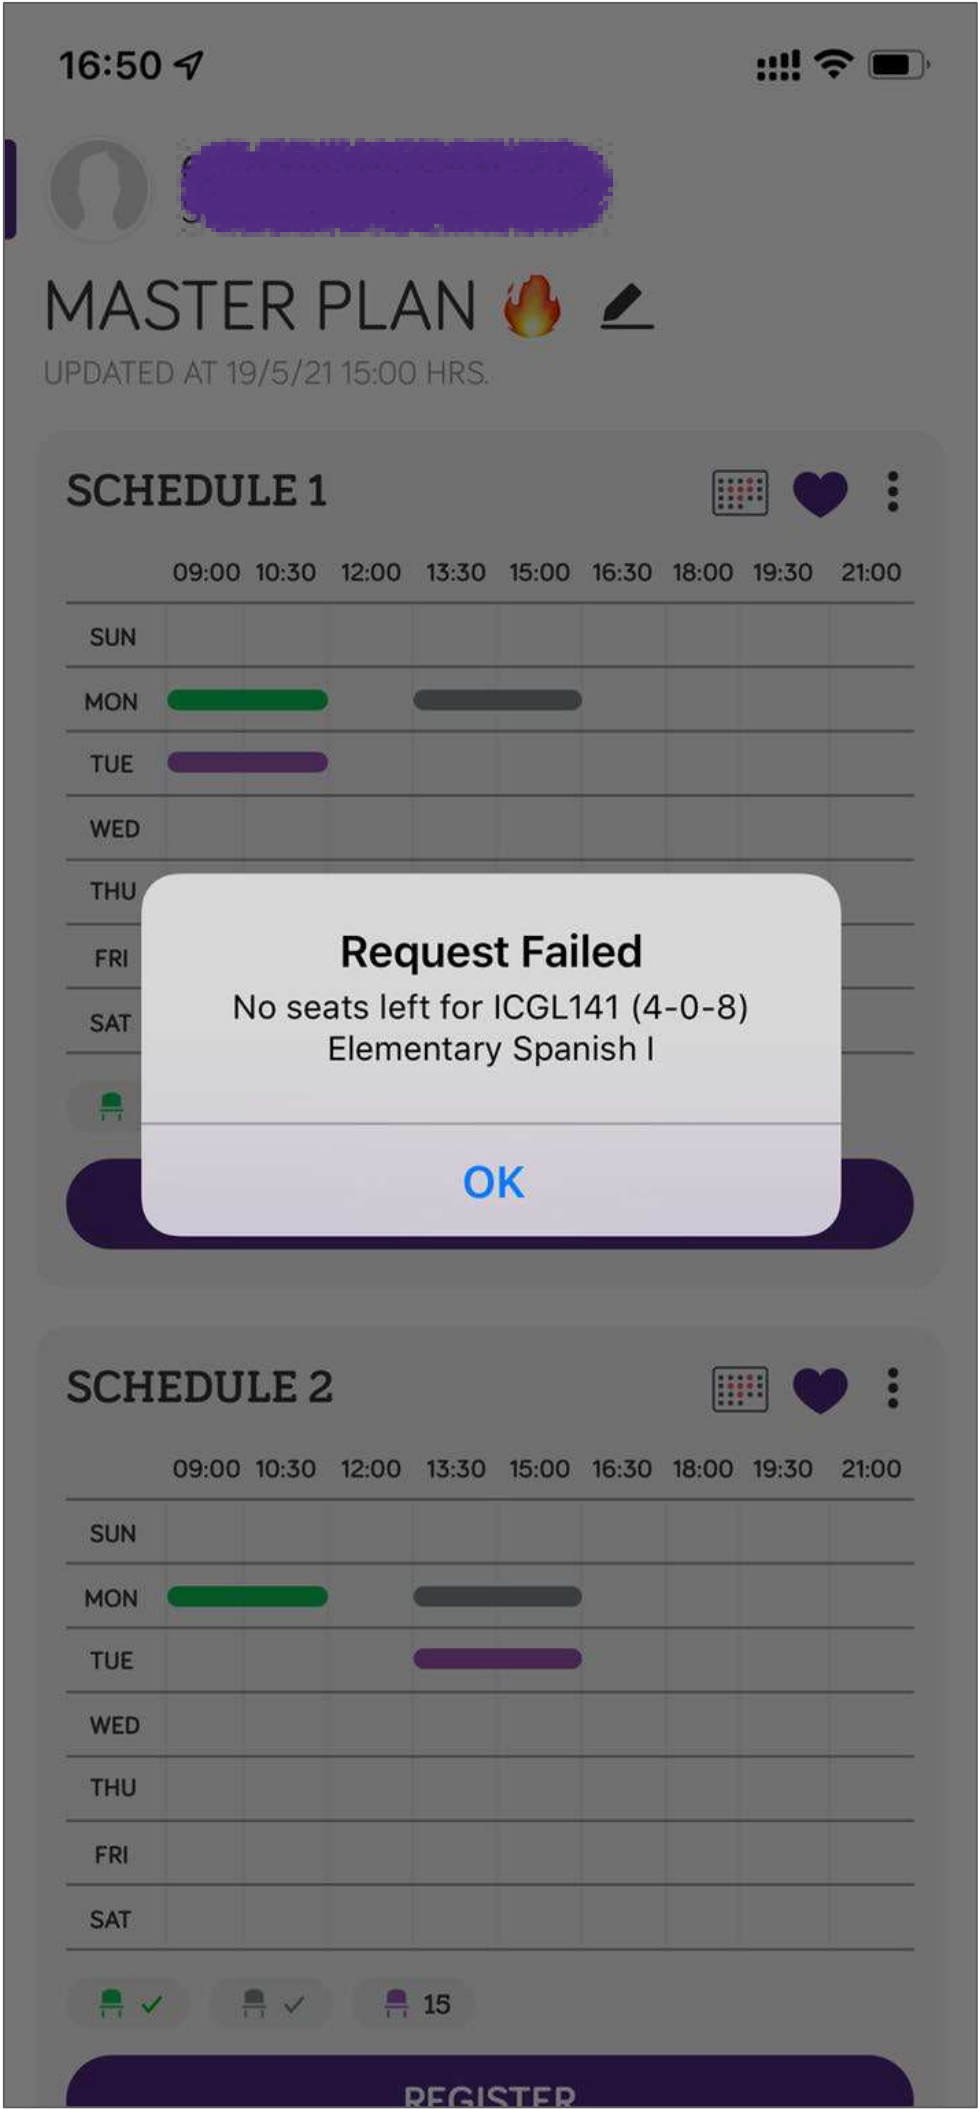 16:50
MASTER PLAN 🔥
UPDATED AT 19/5/21 15:00 HRS.
SCHEDULE 1
09:00 10:30 12:00 13:30 15:00 16:30 18:00 19:30 21:00
SUN
MON
TUE
WED
THU
FRI
SAT
Request Failed
No seats left for ICGL141 (4-0-8)
Elementary Spanish I
OK
SCHEDULE 2
09:00 10:30 12:00 13:30 15:00 16:30 18:00 19:30 21:00
SUN
MON
TUE
WED
THU
FRI
SAT
15
REGISTER